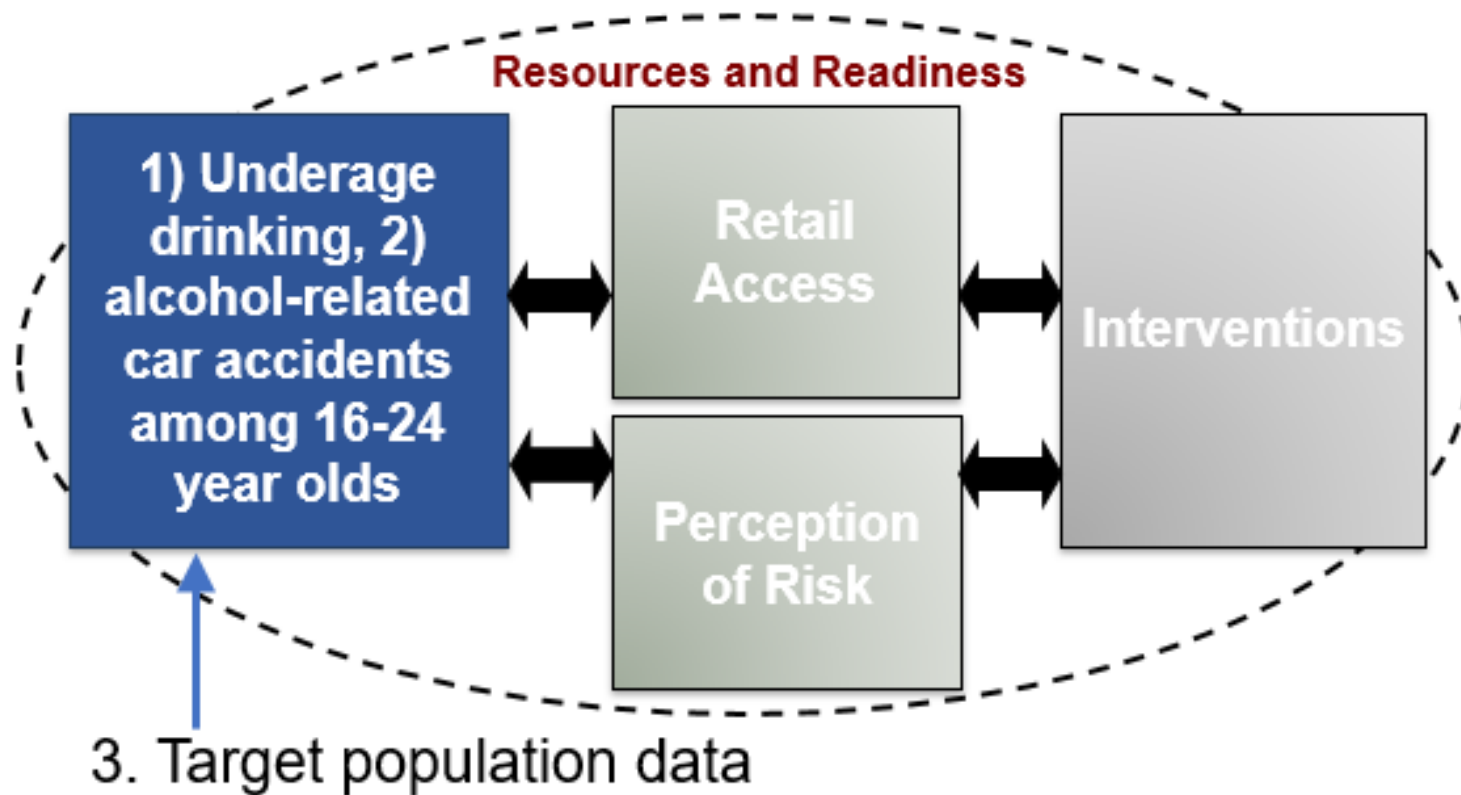 Resources and Readiness
1) Underage
drinking, 2)
alcohol-related
car accidents
among 16-24
year olds
Retail
Access
Perception
of Risk
Interventions
3. Target population data